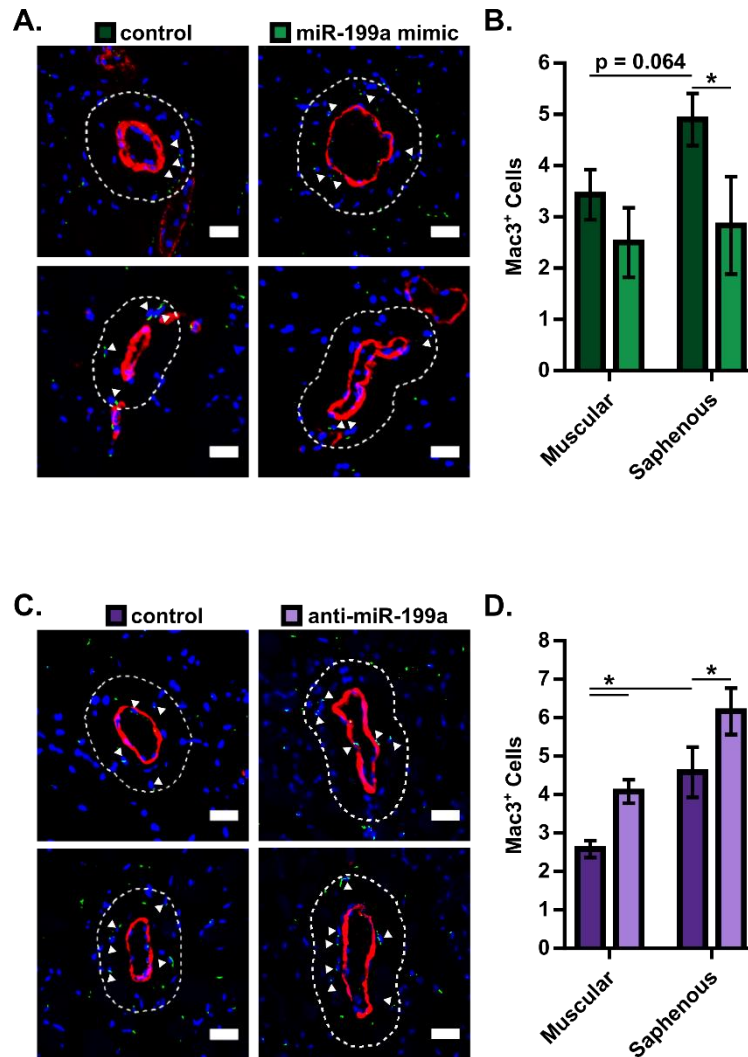 A.
control
miR-199a mimic
B.
Mac3⁺ Cells
6
5
4
3
2
1
0
p = 0.064
*
Muscular
Saphenous
C.
control
anti-miR-199a
D.
Mac3⁺ Cells
8
7
6
5
4
3
2
1
0
*
*
Muscular
Saphenous